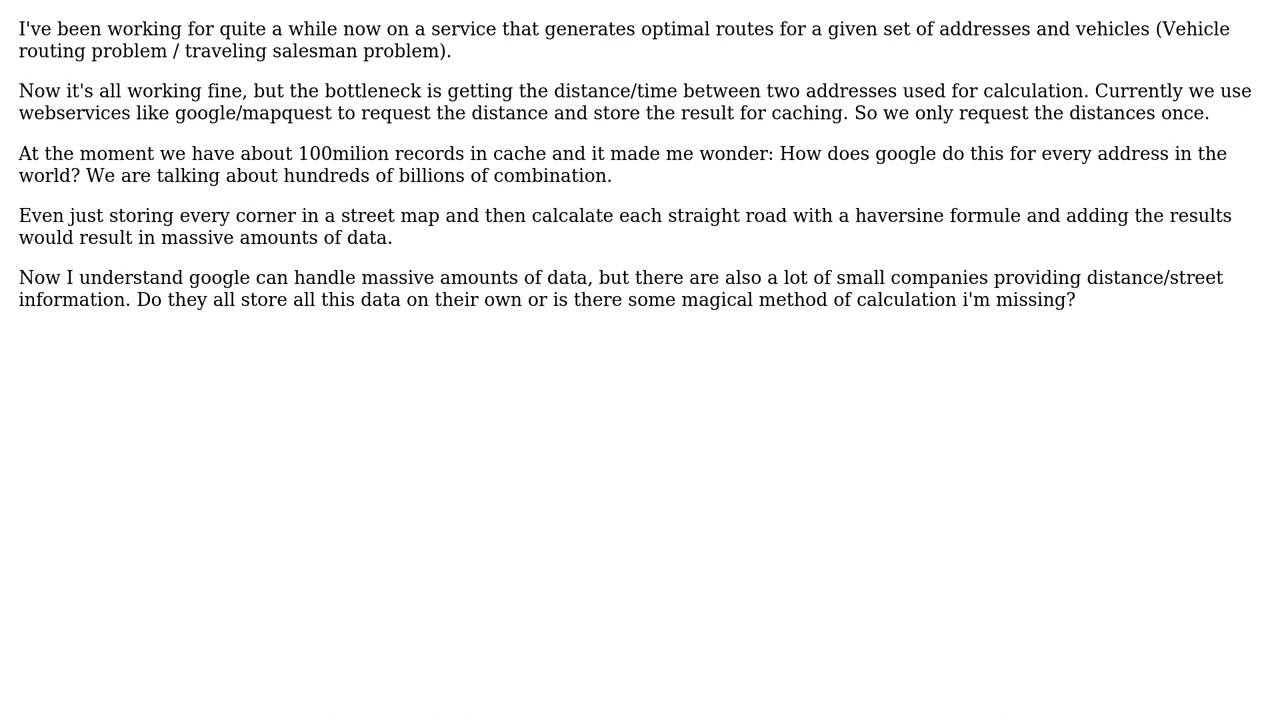 I've been working for quite a while now on a service that generates optimal routes for a given set of addresses and vehicles (Vehicle
routing problem / traveling salesman problem).
Now it's all working fine, but the bottleneck is getting the distance/time between two addresses used for calculation. Currently we use
webservices like google/mapquest to request the distance and store the result for caching. So we only request the distances once.
At the moment we have about 100milion records in cache and it made me wonder: How does google do this for every address in the
world? We are talking about hundreds of billions of combination.
Even just storing every corner in a street map and then calcalate each straight road with a haversine formule and adding the results
would result in massive amounts of data.
Now I understand google can handle massive amounts of data, but there are also a lot of small companies providing distance/street
information. Do they all store all this data on their own or is there some magical method of calculation i'm missing?